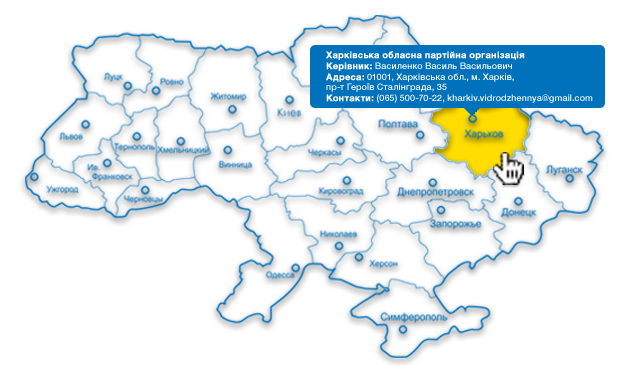 Харківська обласна партійна організація
Керівник: Василенко Василь Васильович
Адреса: 01001, Харківська обл., м. Харків,
пр-т Героїв Сталінграда, 35
Контакти: (065) 500-70-22, kharkiv.vidrodzhennya@gmail.com
Луцк
Ровно
Житомир
Киев
Полтава
Харьков
Львов
Тернополь
Хмельницкий
Винница
Черкассы
Ив.
Франковск
Луганск
Ужгород
Черновцы
Кировоград
Днепропетровск
Донецк
Запорожье
Николаев
Херсон
Одесса
Симферополь